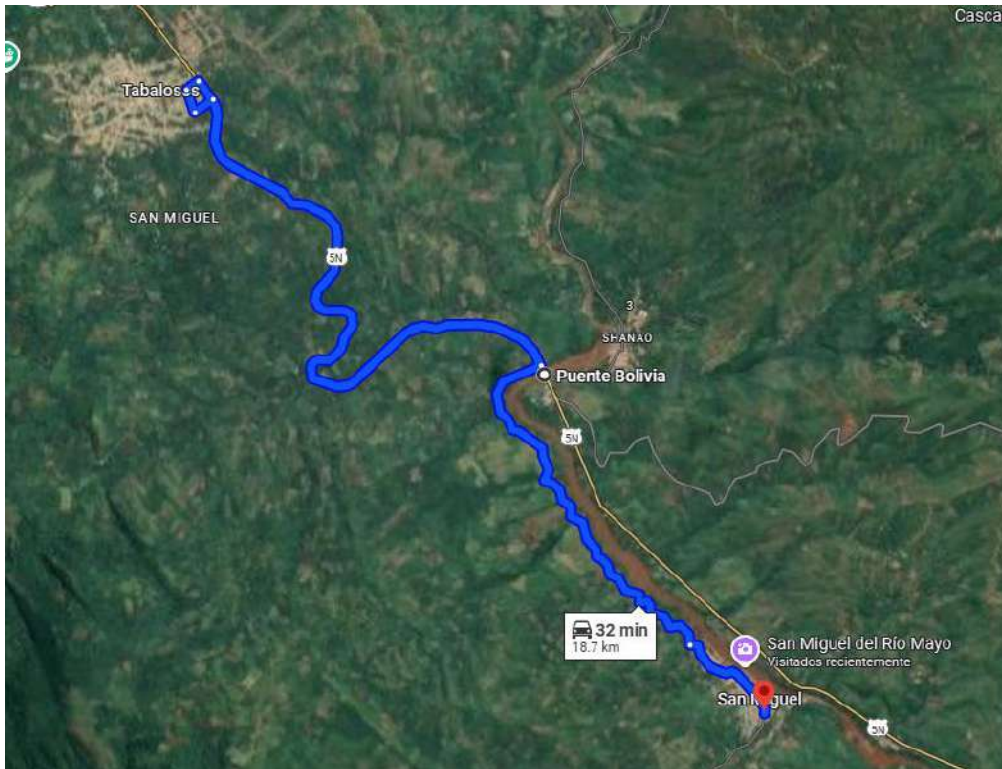 Casca
Tabalosos
SAN MIGUEL
5N
3
SHANAO
Puente Bolivia
5N
32 min
18.7 km
San Miguel del Río Mayo
Visitados recientemente
San Miguel
5N